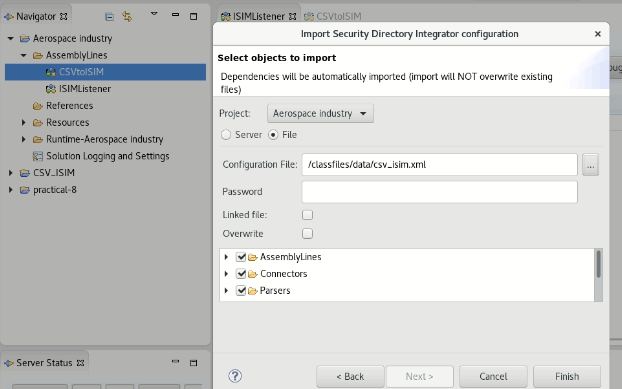 Navigator
ISIMListener
CSVtoISIM
Import Security Directory Integrator configuration
Aerospace industry
AssemblyLines
CSVtoISIM
ISIMListener
References
Resources
Runtime-Aerospace industry
Solution Logging and Settings
CSV_ISIM
practical-8
Server Status
Select objects to import
Dependencies will be automatically imported (import will NOT overwrite existing
files)
Project: Aerospace industry
Server File
Configuration File: /classfiles/data/csv_isim.xml ...
Password
Linked file:
Overwrite
AssemblyLines
Connectors
Parsers
? < Back Next > Cancel Finish